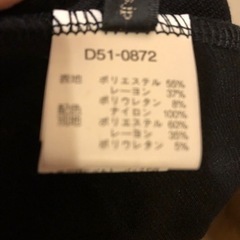 D51-0872
表地 ポリエステル 55%
レーヨン 37%
ポリウレタン 8%
配色 ナイロン 100%
別地 ポリエステル 60%
レーヨン 35%
ポリウレタン 5%